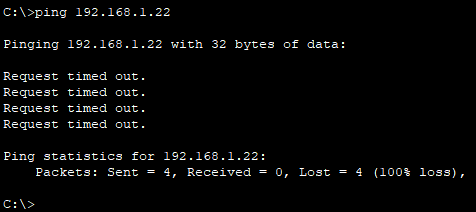 C:\>ping 192.168.1.22
Pinging 192.168.1.22 with 32 bytes of data:
Request timed out.
Request timed out.
Request timed out.
Request timed out.
Ping statistics for 192.168.1.22:
    Packets: Sent = 4, Received = 0, Lost = 4 (100% loss),
C:\>